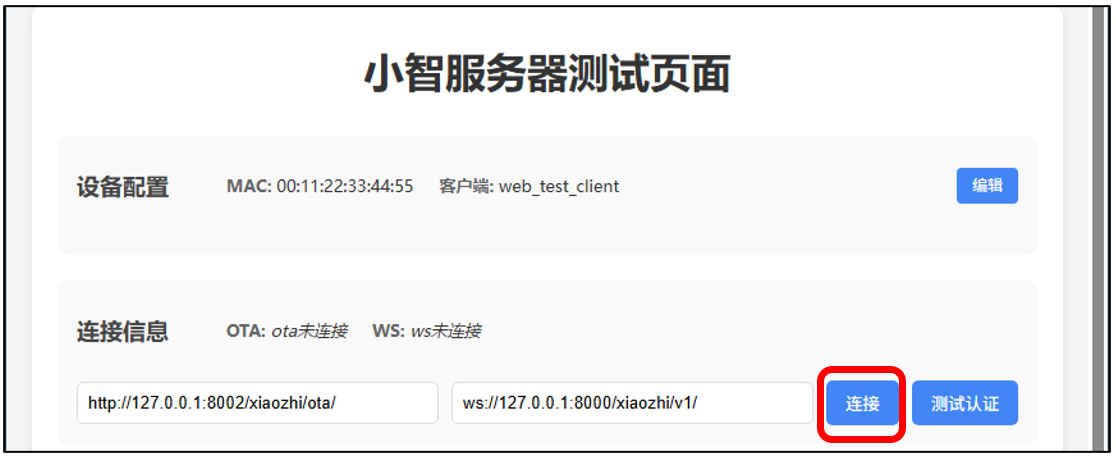 小智服务器测试页面
设备配置 MAC: 00:11:22:33:44:55 客户端: web_test_client 编辑
连接信息 OTA: ota未连接 WS: ws未连接
http://127.0.0.1:8002/xiaozhi/ota/ ws://127.0.0.1:8000/xiaozhi/v1/ 连接 测试认证